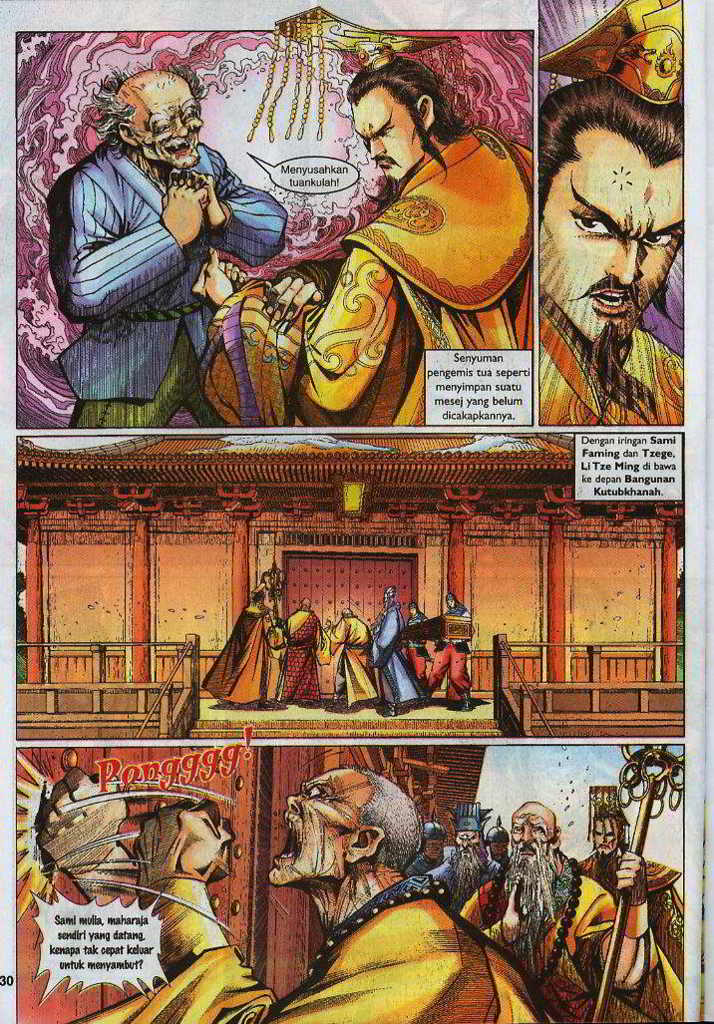 Menyusahkan
tuankulah!
Senyuman
pengemis tua seperti
menyimpan suatu
mesej yang belum
dicakapkannya.
Dengan iringan Sami
Faming dan Tzege,
Li Tze Ming di bawa
ke depan Bangunan
Kutubkhanah.
Pongggg!
Sami mulia, maharaja
sendiri yang datang,
kenapa tak cepat keluar
untuk menyambut?
30